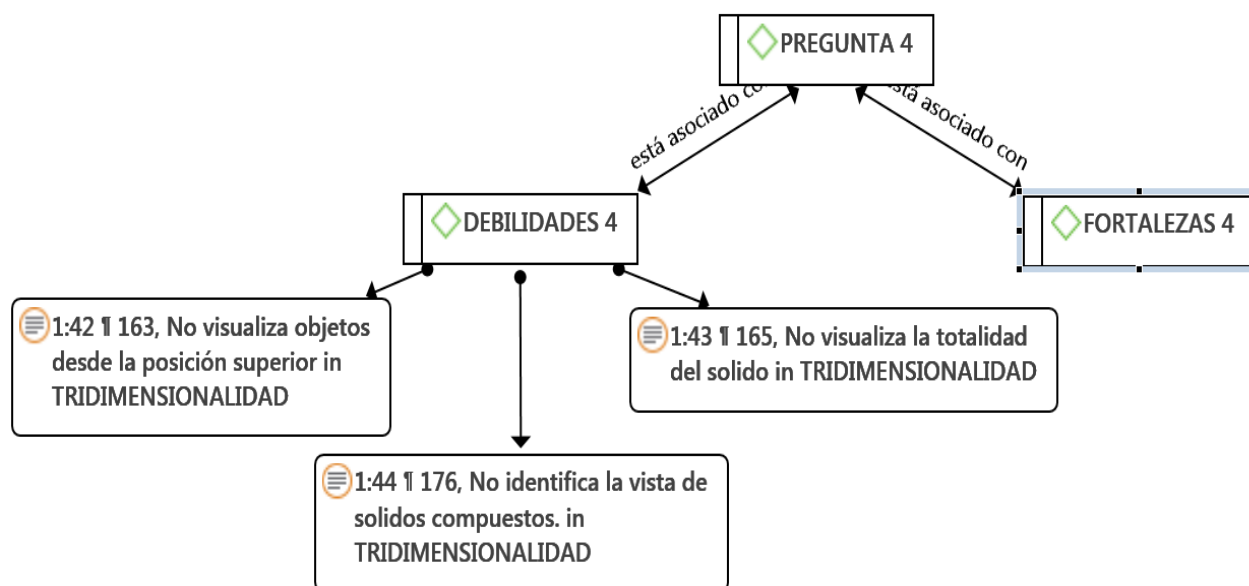 PREGUNTA 4
está asociado con
está asociado con
DEBILIDADES 4
FORTALEZAS 4
1:42 ¶ 163, No visualiza objetos
desde la posición superior in
TRIDIMENSIONALIDAD
1:43 ¶ 165, No visualiza la totalidad
del solido in TRIDIMENSIONALIDAD
1:44 ¶ 176, No identifica la vista de
solidos compuestos. in
TRIDIMENSIONALIDAD